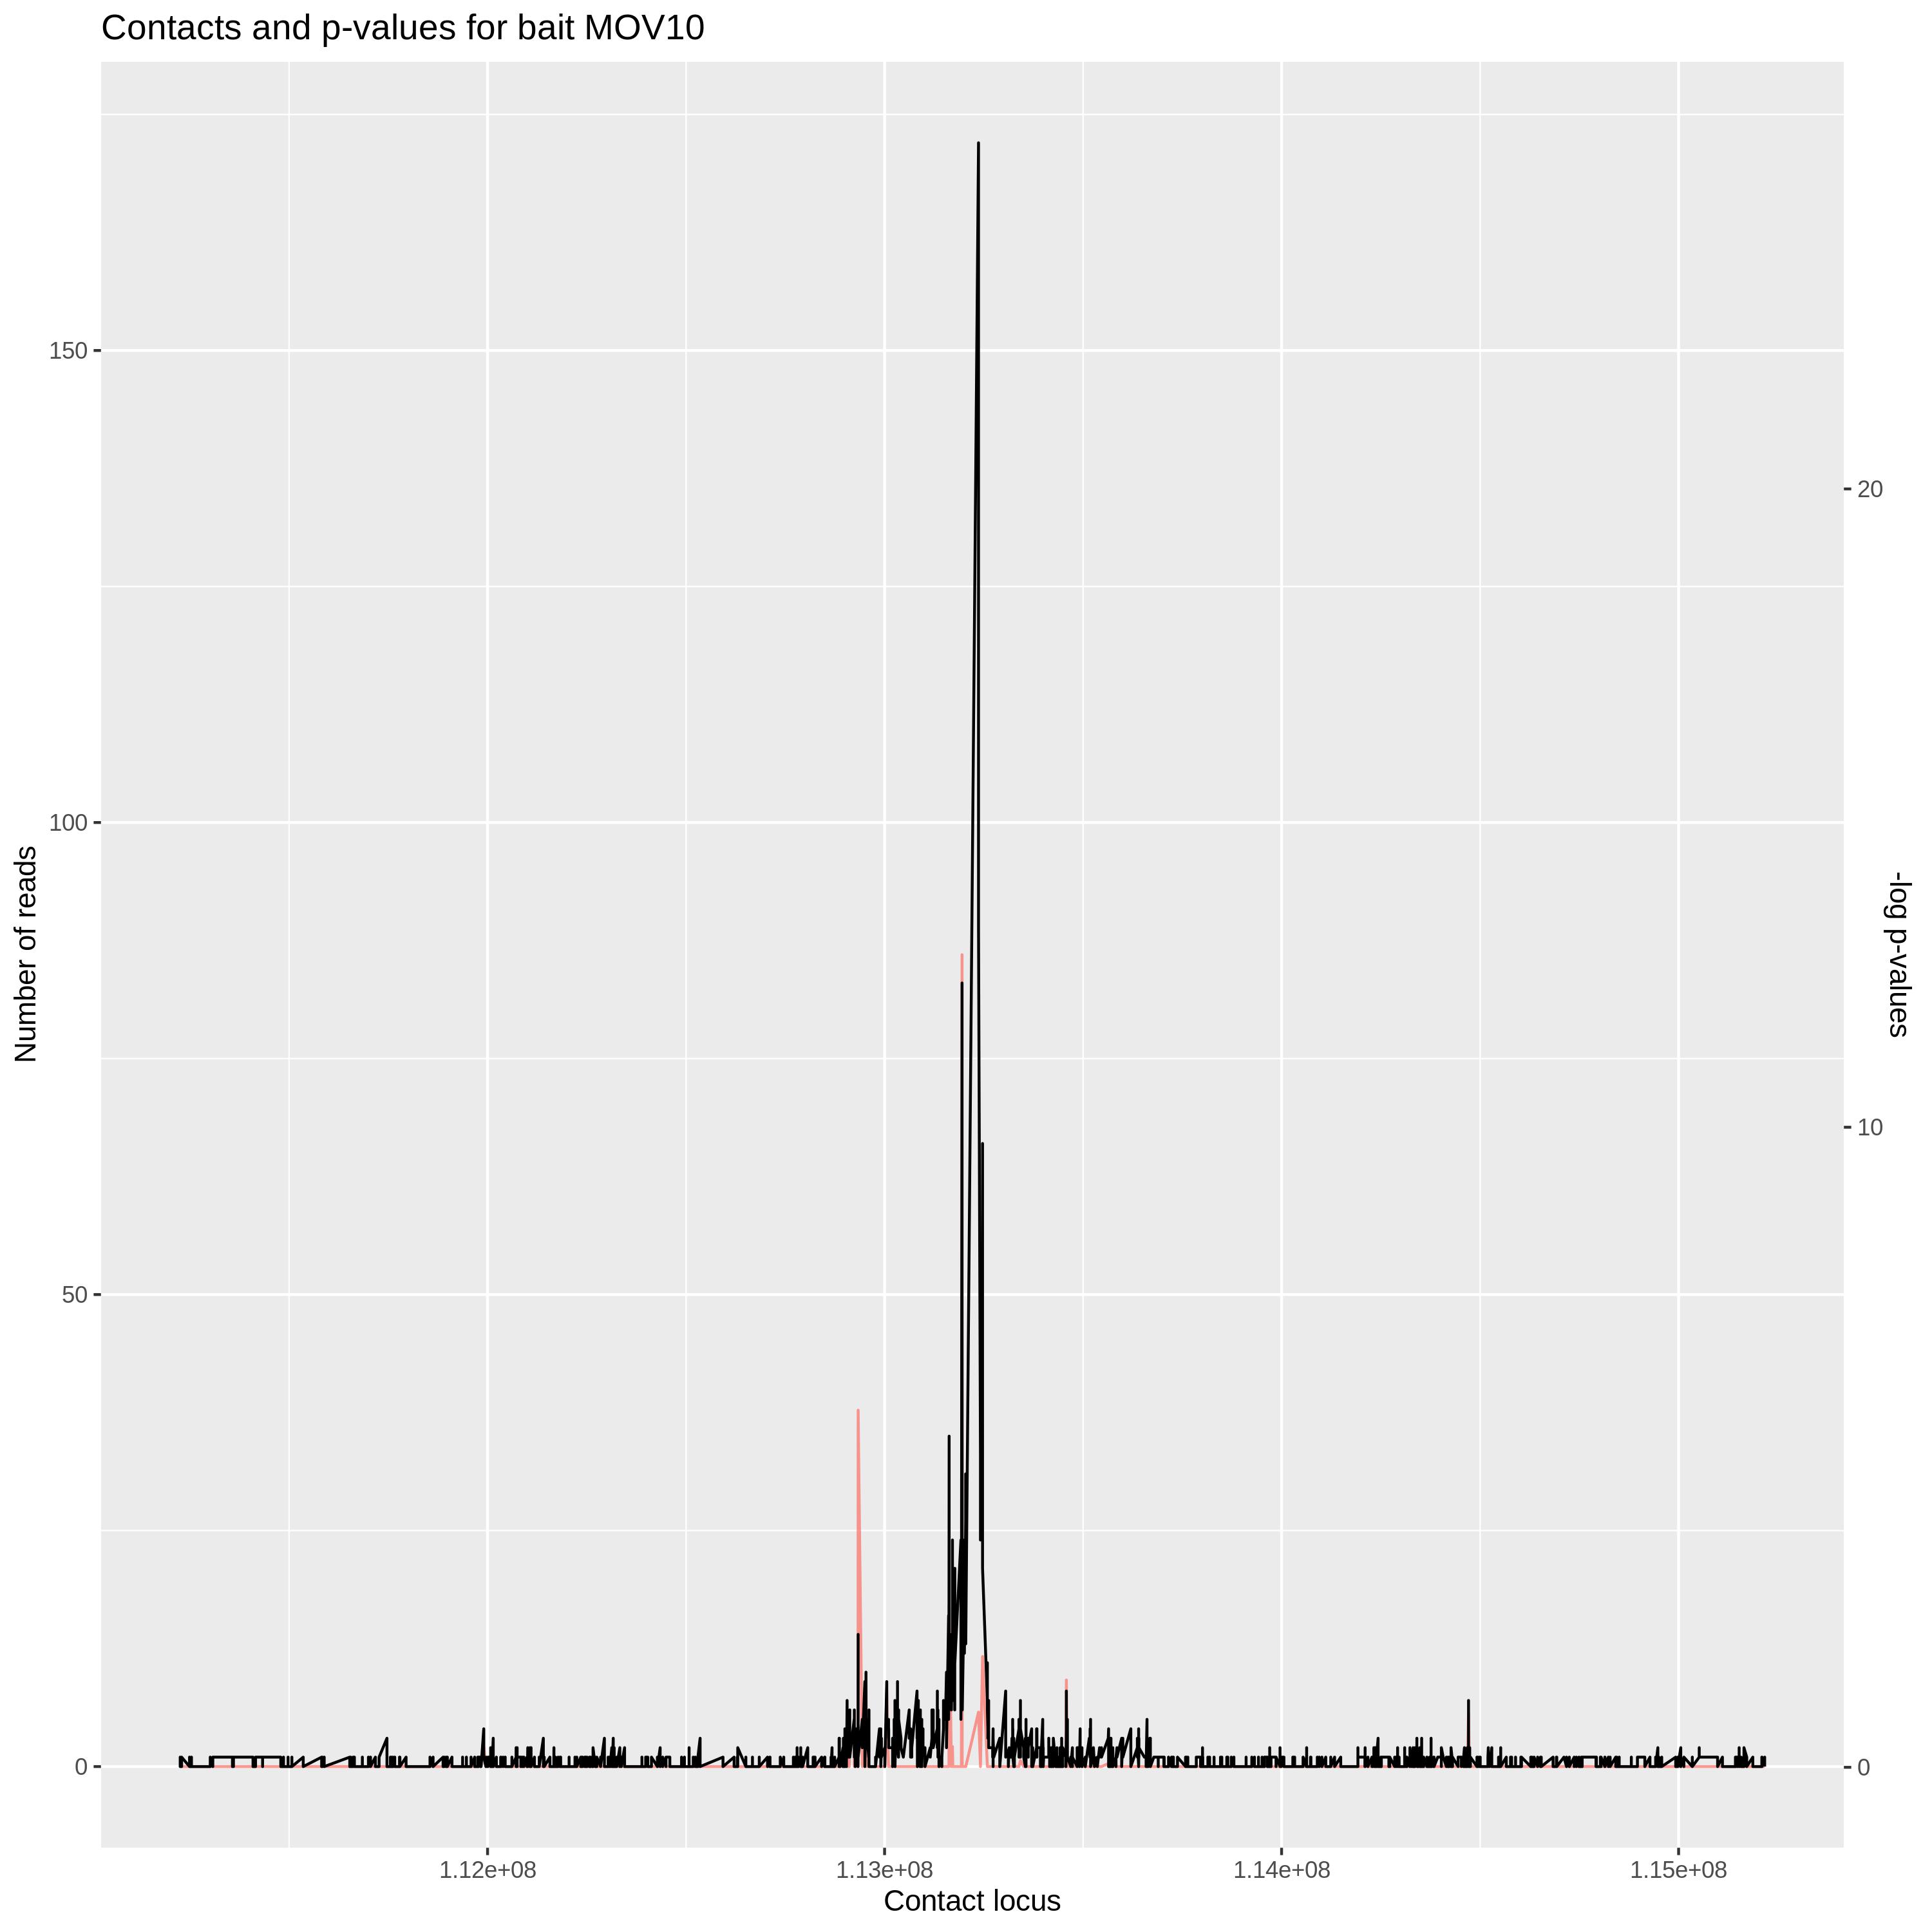 Contacts and p-values for bait MOV10
Number of reads
150
100
50
0
20
10
0
-log p-values
1.12e+08
1.13e+08
1.14e+08
1.15e+08
Contact locus